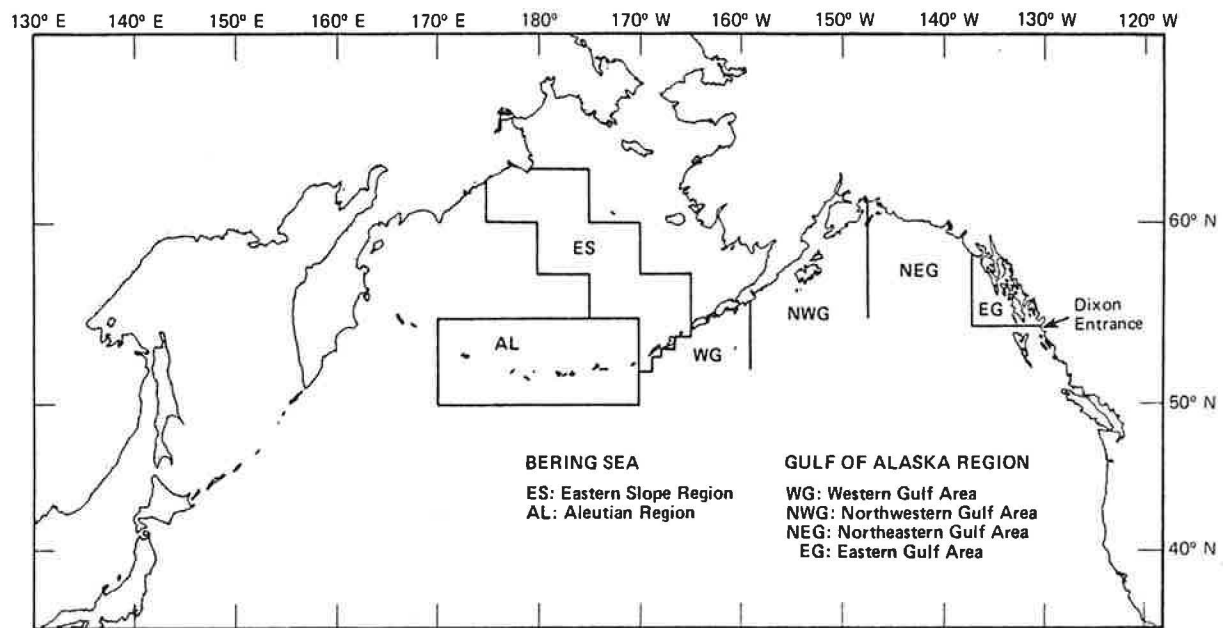 130° E 140° E 150° E 160° E 170° E 180° 170° W 160° W 150° W 140° W 130° W 120° W
60° N
ES
NEG
NWG
EG
Dixon
Entrance
AL
WG
50° N
BERING SEA
ES: Eastern Slope Region
AL: Aleutian Region
GULF OF ALASKA REGION
WG: Western Gulf Area
NWG: Northwestern Gulf Area
NEG: Northeastern Gulf Area
EG: Eastern Gulf Area
40° N